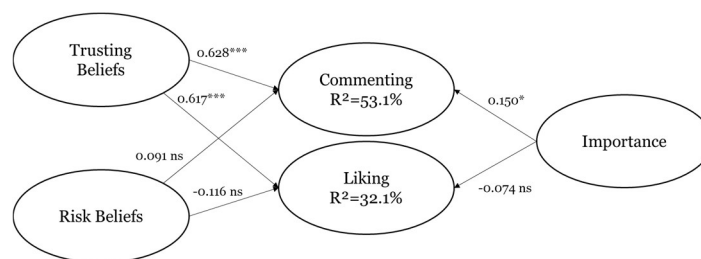 Trusting
Beliefs
0.628***
Commenting
R²=53.1%
0.617***
0.150*
Importance
0.091 ns
Liking
R²=32.1%
-0.116 ns
-0.074 ns
Risk Beliefs